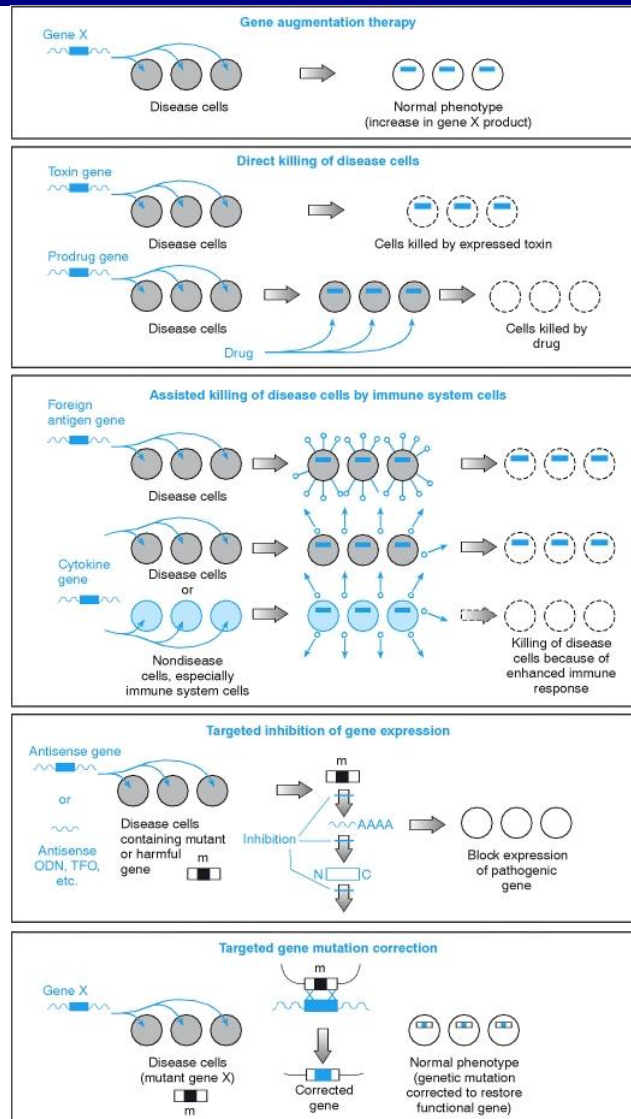 Gene augmentation therapy
Gene X
Disease cells
Normal phenotype
(increase in gene X product)
Direct killing of disease cells
Toxin gene
Disease cells
Cells killed by expressed toxin
Prodrug gene
Disease cells
Drug
Cells killed by
drug
Assisted killing of disease cells by immune system cells
Foreign
antigen gene
Disease cells
Cytokine
gene
Disease cells
or
Nondisease
cells, especially
immune system cells
Killing of disease
cells because of
enhanced immune
response
Targeted inhibition of gene expression
Antisense gene
or
Antisense
ODN, TFO,
etc.
Disease cells
containing mutant
or harmful
gene
m
m
Inhibition
AAAA
N
C
Block expression
of pathogenic
gene
Targeted gene mutation correction
Gene X
Disease cells
(mutant gene X)
m
m
Corrected
gene
Normal phenotype
(genetic mutation
corrected to restore
functional gene)